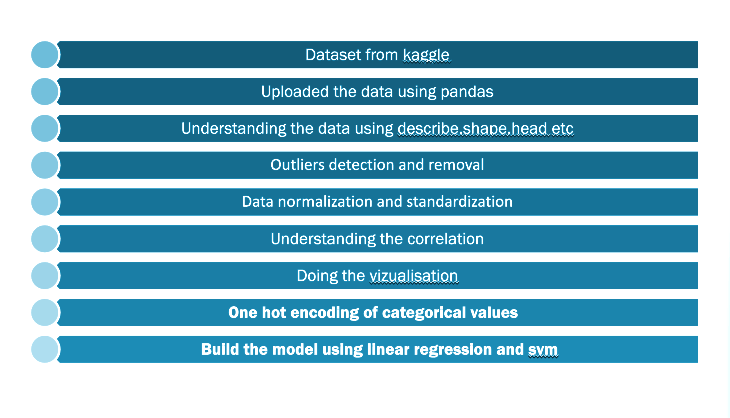 Dataset from kaggle
Uploaded the data using pandas
Understanding the data using describe.shape.head etc
Outliers detection and removal
Data normalization and standardization
Understanding the correlation
Doing the vizualisation
One hot encoding of categorical values
Build the model using linear regression and svm